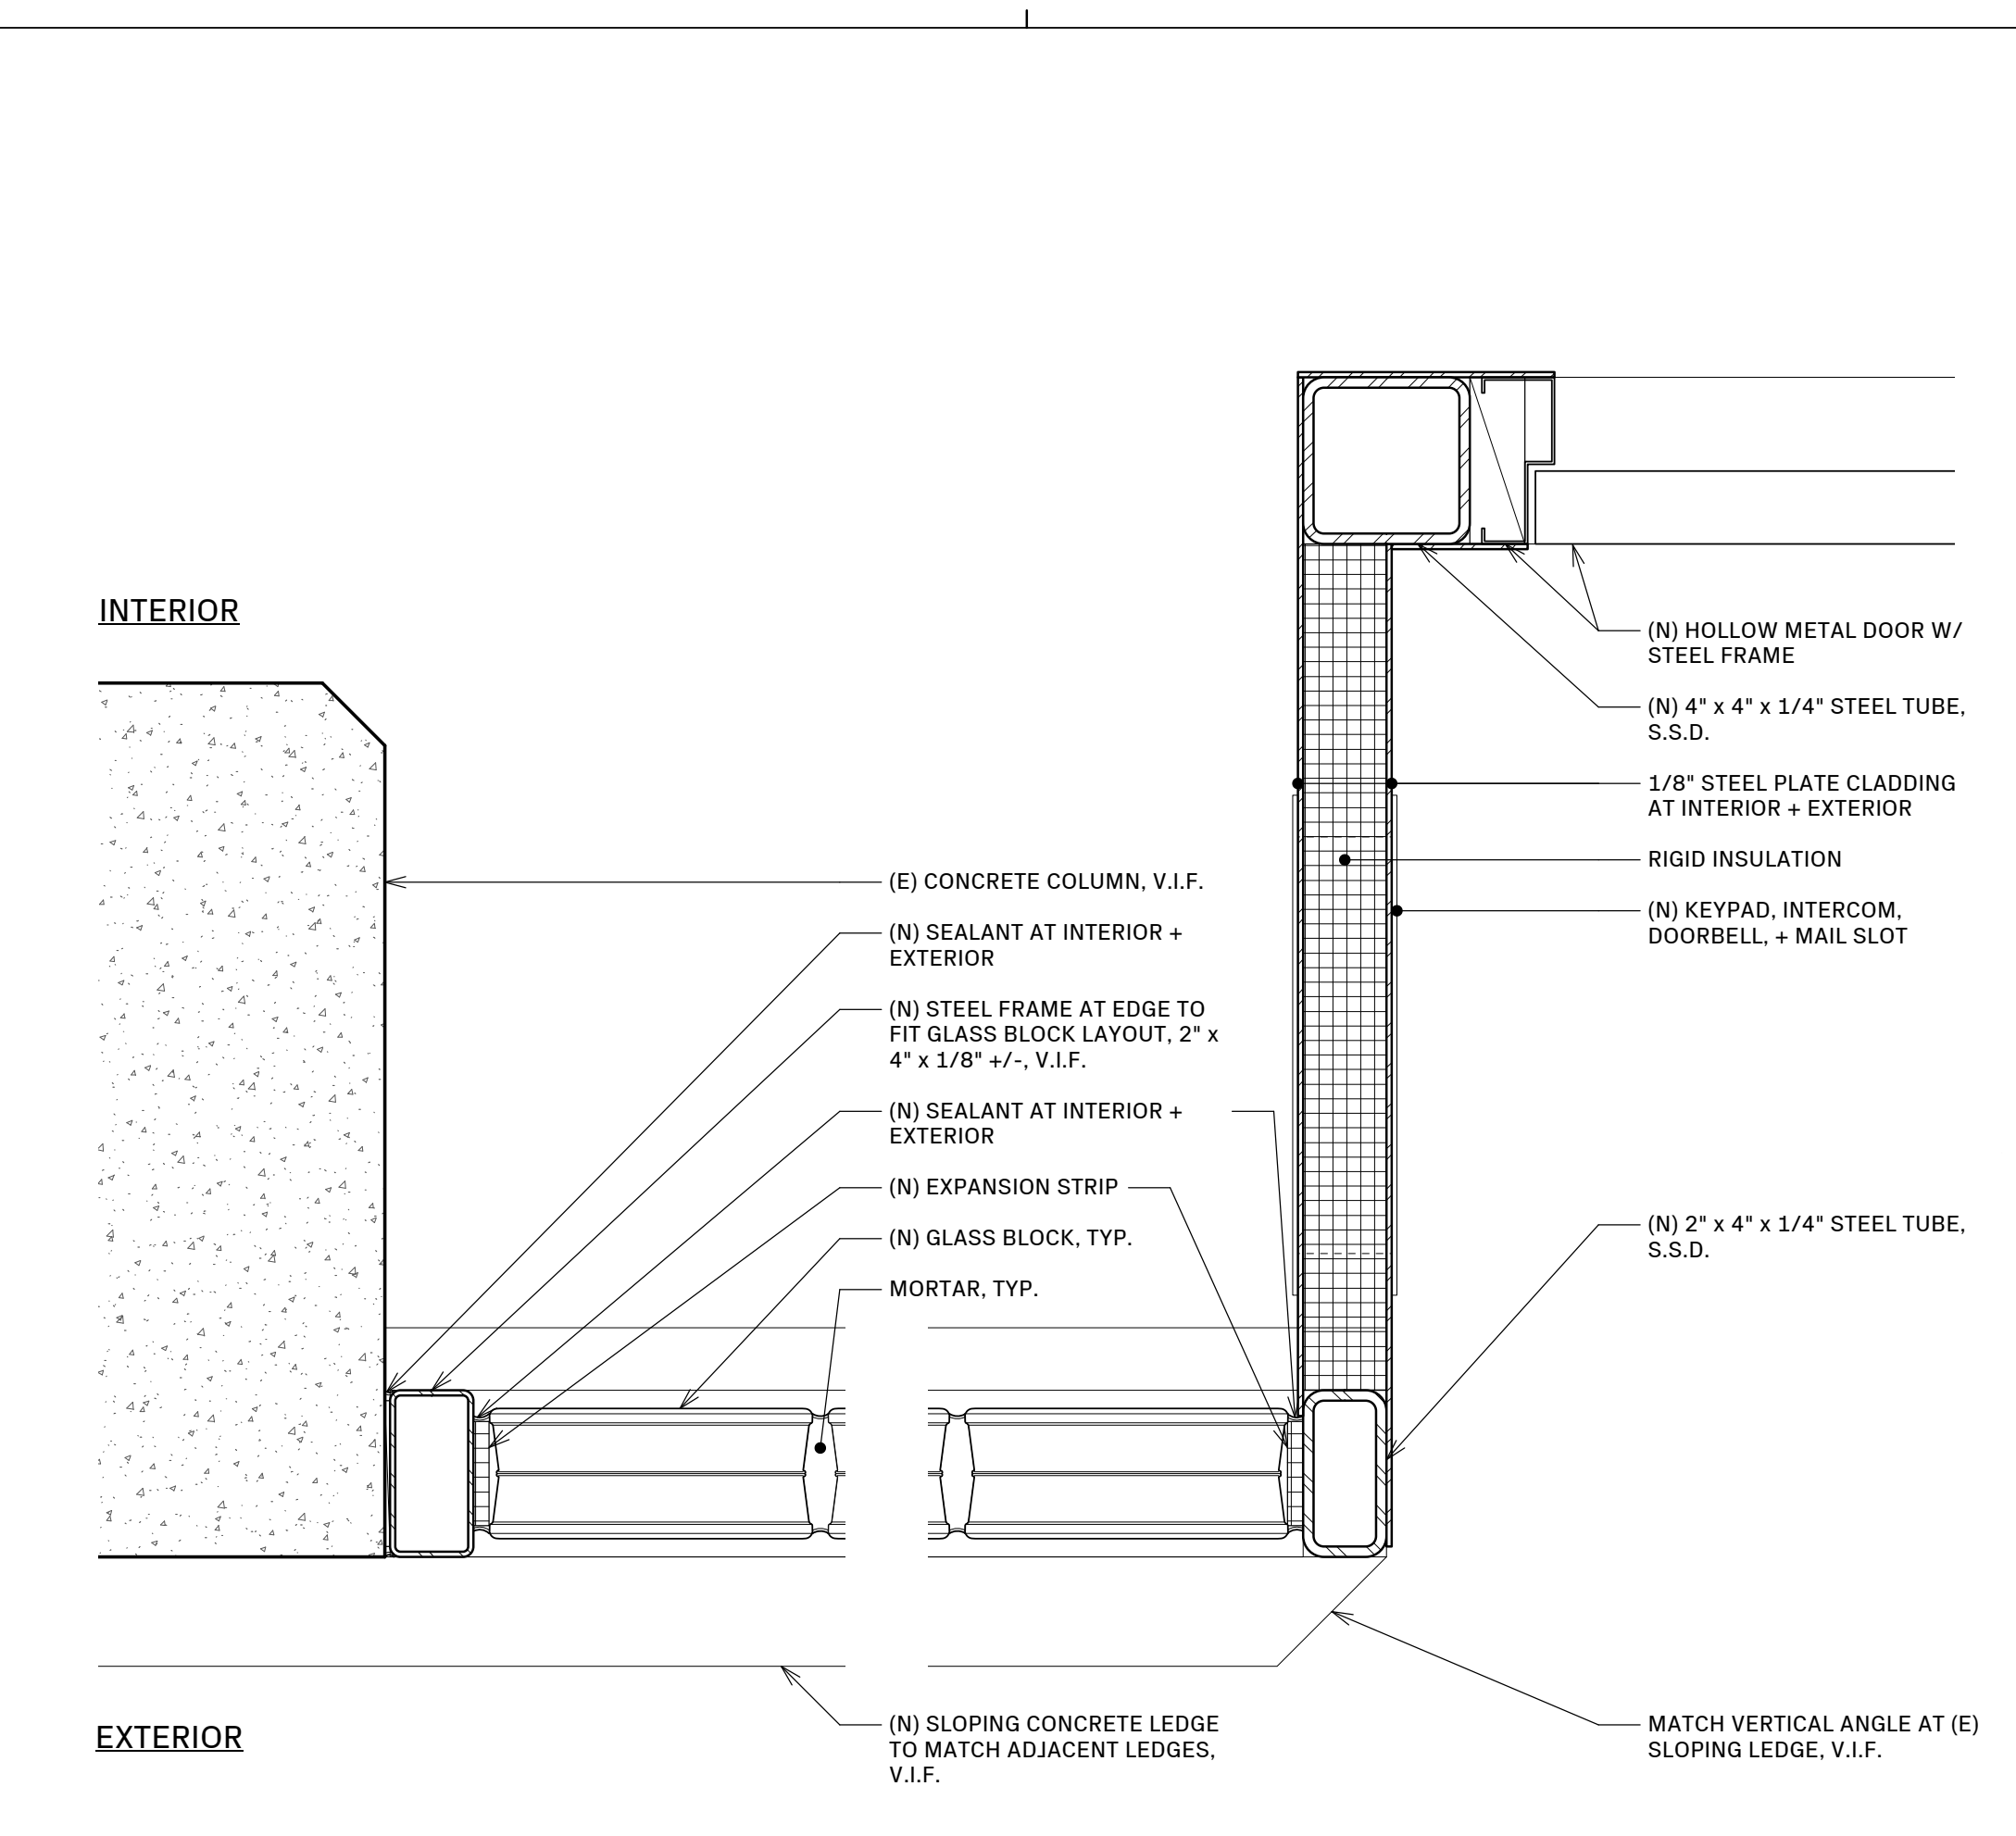 INTERIOR
(N) HOLLOW METAL DOOR W/
STEEL FRAME
(N) 4" x 4" x 1/4" STEEL TUBE,
S.S.D.
1/8" STEEL PLATE CLADDING
AT INTERIOR + EXTERIOR
RIGID INSULATION
(N) KEYPAD, INTERCOM,
DOORBELL, + MAIL SLOT
(E) CONCRETE COLUMN, V.I.F.
(N) SEALANT AT INTERIOR +
EXTERIOR
(N) STEEL FRAME AT EDGE TO
FIT GLASS BLOCK LAYOUT, 2" x
4" x 1/8" +/-, V.I.F.
(N) SEALANT AT INTERIOR +
EXTERIOR
(N) EXPANSION STRIP
(N) GLASS BLOCK, TYP.
MORTAR, TYP.
(N) 2" x 4" x 1/4" STEEL TUBE,
S.S.D.
(N) SLOPING CONCRETE LEDGE
TO MATCH ADJACENT LEDGES,
V.I.F.
MATCH VERTICAL ANGLE AT (E)
SLOPING LEDGE, V.I.F.
EXTERIOR